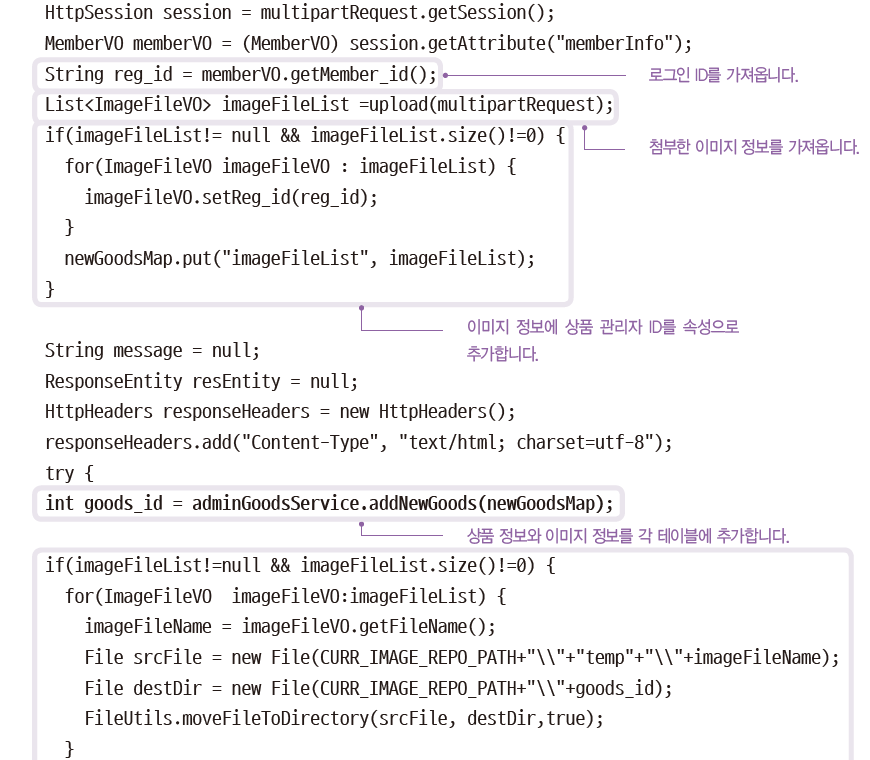 HttpSession session = multipartRequest.getSession();
MemberVO memberVO = (MemberVO) session.getAttribute("memberInfo");
String reg_id = memberVO.getMember_id();
로그인 ID를 가져옵니다.
List<ImageFileVO> imageFileList =upload(multipartRequest);
if(imageFileList!= null && imageFileList.size()!=0) {
첨부한 이미지 정보를 가져옵니다.
for(ImageFileVO imageFileVO : imageFileList) {
imageFileVO.setReg_id(reg_id);
}
newGoodsMap.put("imageFileList", imageFileList);
}
이미지 정보에 상품 관리자 ID를 속성으로
추가합니다.
String message = null;
ResponseEntity resEntity = null;
HttpHeaders responseHeaders = new HttpHeaders();
responseHeaders.add("Content-Type", "text/html; charset=utf-8");
try {
int goods_id = adminGoodsService.addNewGoods(newGoodsMap);
상품 정보와 이미지 정보를 각 테이블에 추가합니다.
if(imageFileList!=null && imageFileList.size()!=0) {
for(ImageFileVO  imageFileVO:imageFileList) {
imageFileName = imageFileVO.getFileName();
File srcFile = new File(CURR_IMAGE_REPO_PATH+"\\"+"temp"+"\\"+imageFileName);
File destDir = new File(CURR_IMAGE_REPO_PATH+"\\"+goods_id);
FileUtils.moveFileToDirectory(srcFile, destDir,true);
}